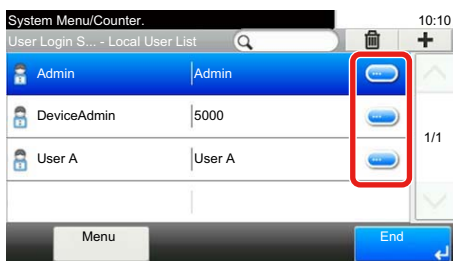 System Menu/Counter. 10:10
User Login S... - Local User List
Admin Admin
DeviceAdmin 5000
1/1
User A User A
Menu End